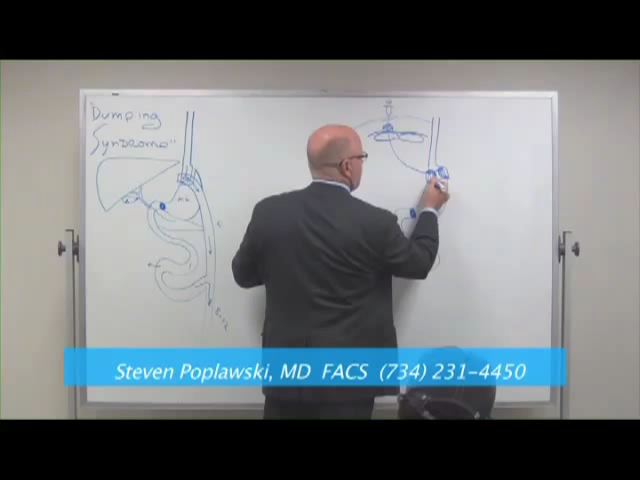 "Dumping
Syndrome"
Steven Poplawski, MD FACS (734) 231-4450